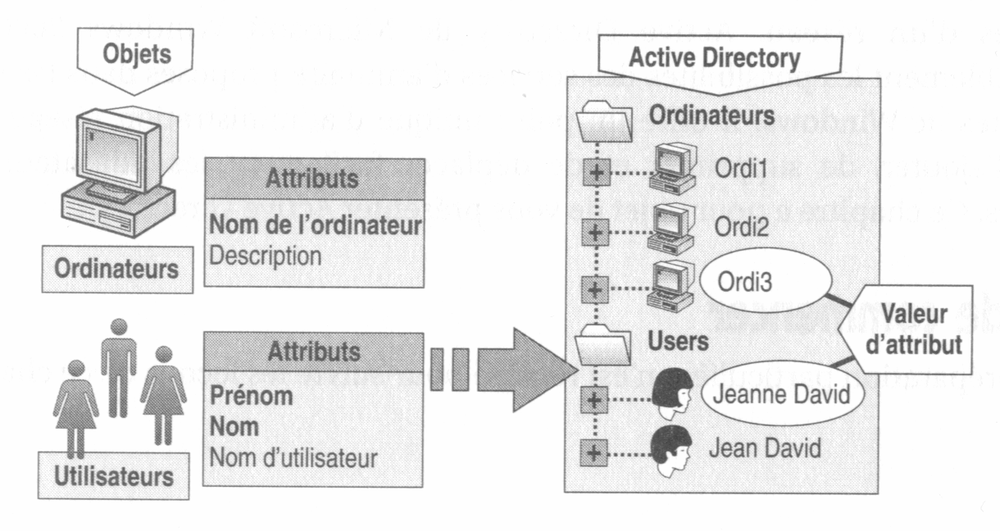 Objets
Ordinateurs
Attributs
Nom de l'ordinateur
Description
Utilisateurs
Attributs
Prénom
Nom
Nom d'utilisateur
Active Directory
Ordinateurs
Ordi1
Ordi2
Ordi3
Users
Jeanne David
Jean David
Valeur
d'attribut